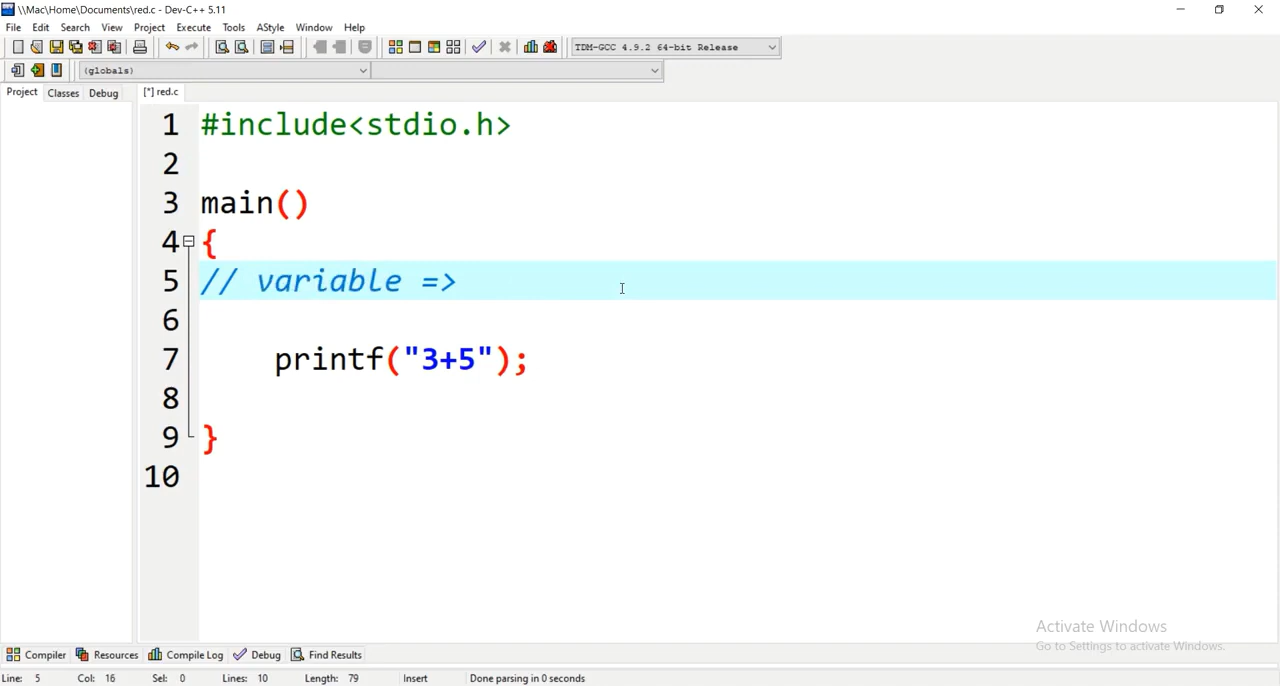 \\Mac\Home\Documents\red.c - Dev-C++ 5.11
File Edit Search View Project Execute Tools AStyle Window Help
TDM-GCC 4.9.2 64-bit Release
(globals)
Project Classes Debug [*] red.c
1 #include<stdio.h>
2
3 main()
4 {
5 // variable =>
6
7 printf("3+5");
8
9 }
10
Activate Windows
Go to Settings to activate Windows.
Compiler Resources Compile Log Debug Find Results
Line: 5 Col: 16 Sel: 0 Lines: 10 Length: 79 Insert Done parsing in 0 seconds